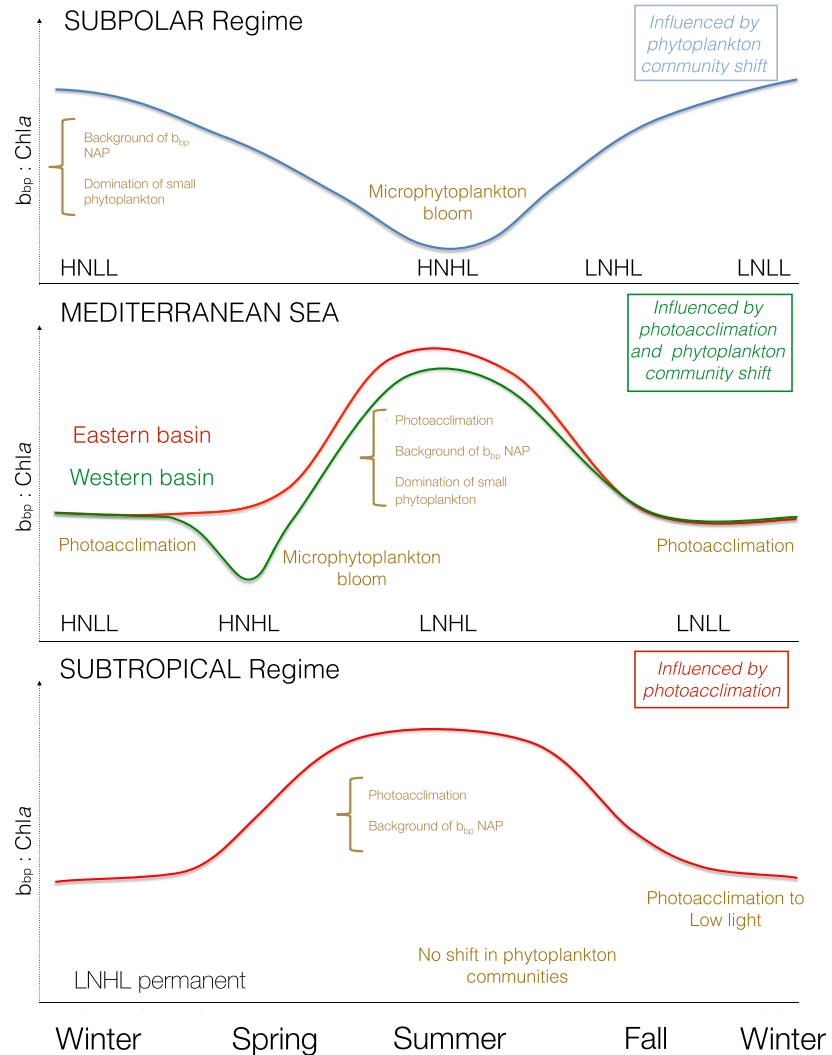 SUBPOLAR Regime
Influenced by
phytoplankton
community shift
bbp : Chla
Background of bbp
NAP
Domination of small
phytoplankton
Microphytoplankton
bloom
HNLL
HNHL
LNHL
LNLL
MEDITERRANEAN SEA
Influenced by
photoacclimation
and phytoplankton
community shift
bbp : Chla
Eastern basin
Western basin
Photoacclimation
Background of bbp NAP
Domination of small
phytoplankton
Photoacclimation
Microphytoplankton
bloom
Photoacclimation
HNLL
HNHL
LNHL
LNLL
SUBTROPICAL Regime
Influenced by
photoacclimation
bbp : Chla
Photoacclimation
Background of bbp NAP
Photoacclimation to
Low light
No shift in phytoplankton
communities
LNHL permanent
Winter
Spring
Summer
Fall
Winter